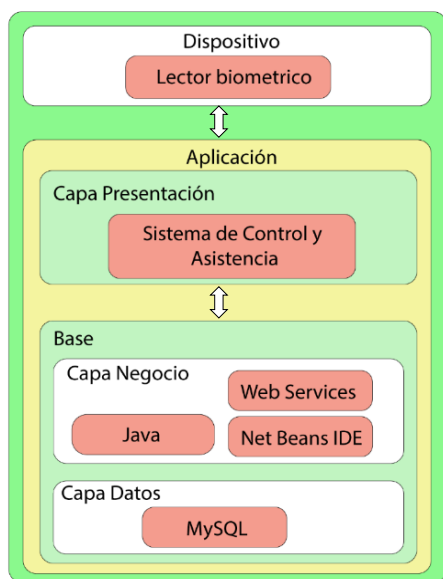 Dispositivo
Lector biometrico
Aplicación
Capa Presentación
Sistema de Control y
Asistencia
Base
Capa Negocio
Web Services
Java
Net Beans IDE
Capa Datos
MySQL